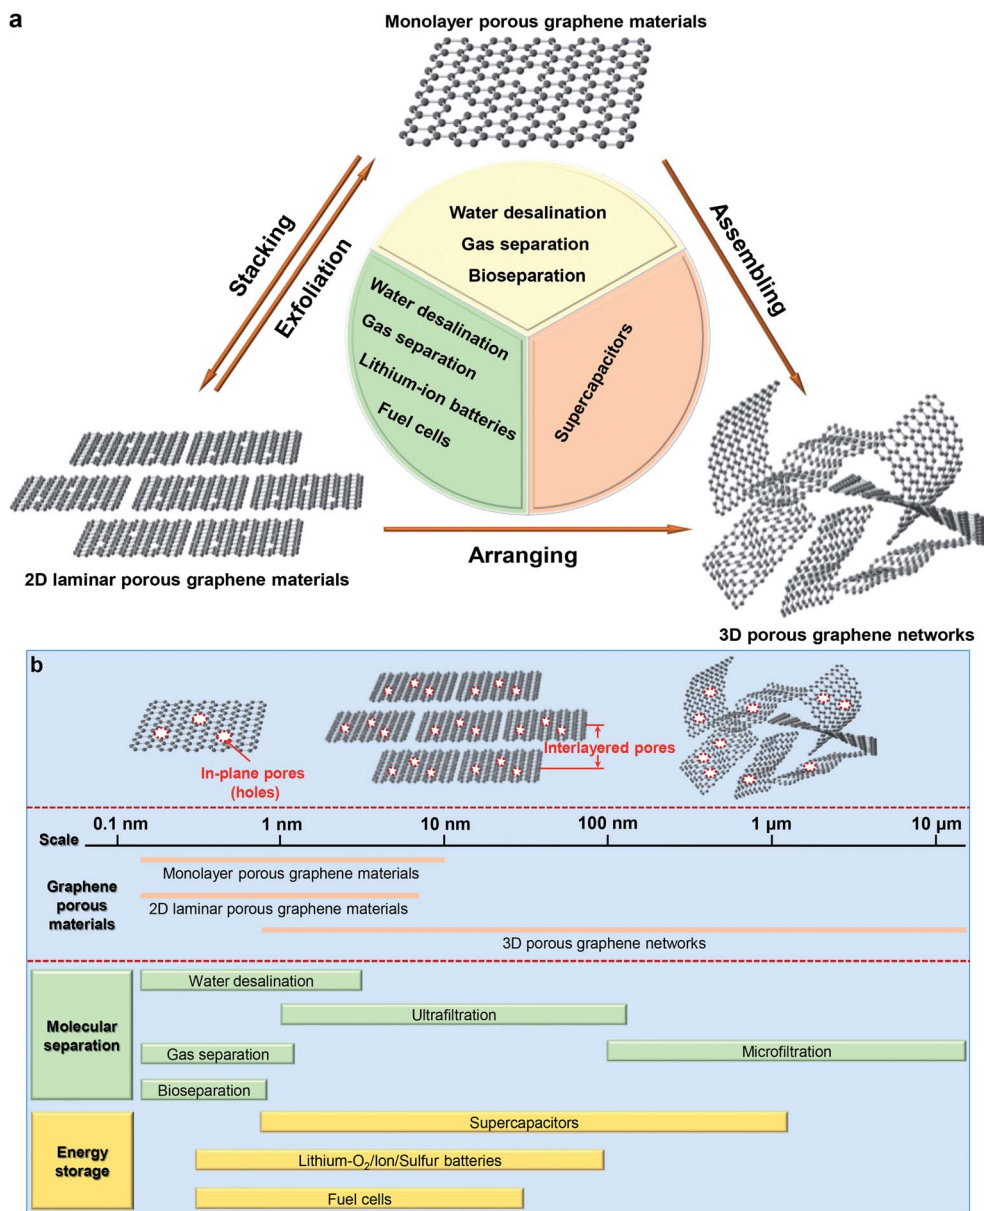 a
Monolayer porous graphene materials
Stacking
Exfoliation
Assembling
Water desalination
Gas separation
Bioseparation
Water desalination
Gas separation
Lithium-ion batteries
Fuel cells
Supercapacitors
Arranging
2D laminar porous graphene materials
3D porous graphene networks
b
In-plane pores
(holes)
Interlayered pores
Scale
0.1 nm
1 nm
10 nm
100 nm
1 µm
10 µm
Graphene
porous
materials
Monolayer porous graphene materials
2D laminar porous graphene materials
3D porous graphene networks
Molecular
separation
Water desalination
Ultrafiltration
Gas separation
Microfiltration
Bioseparation
Energy
storage
Supercapacitors
Lithium-O₂/Ion/Sulfur batteries
Fuel cells